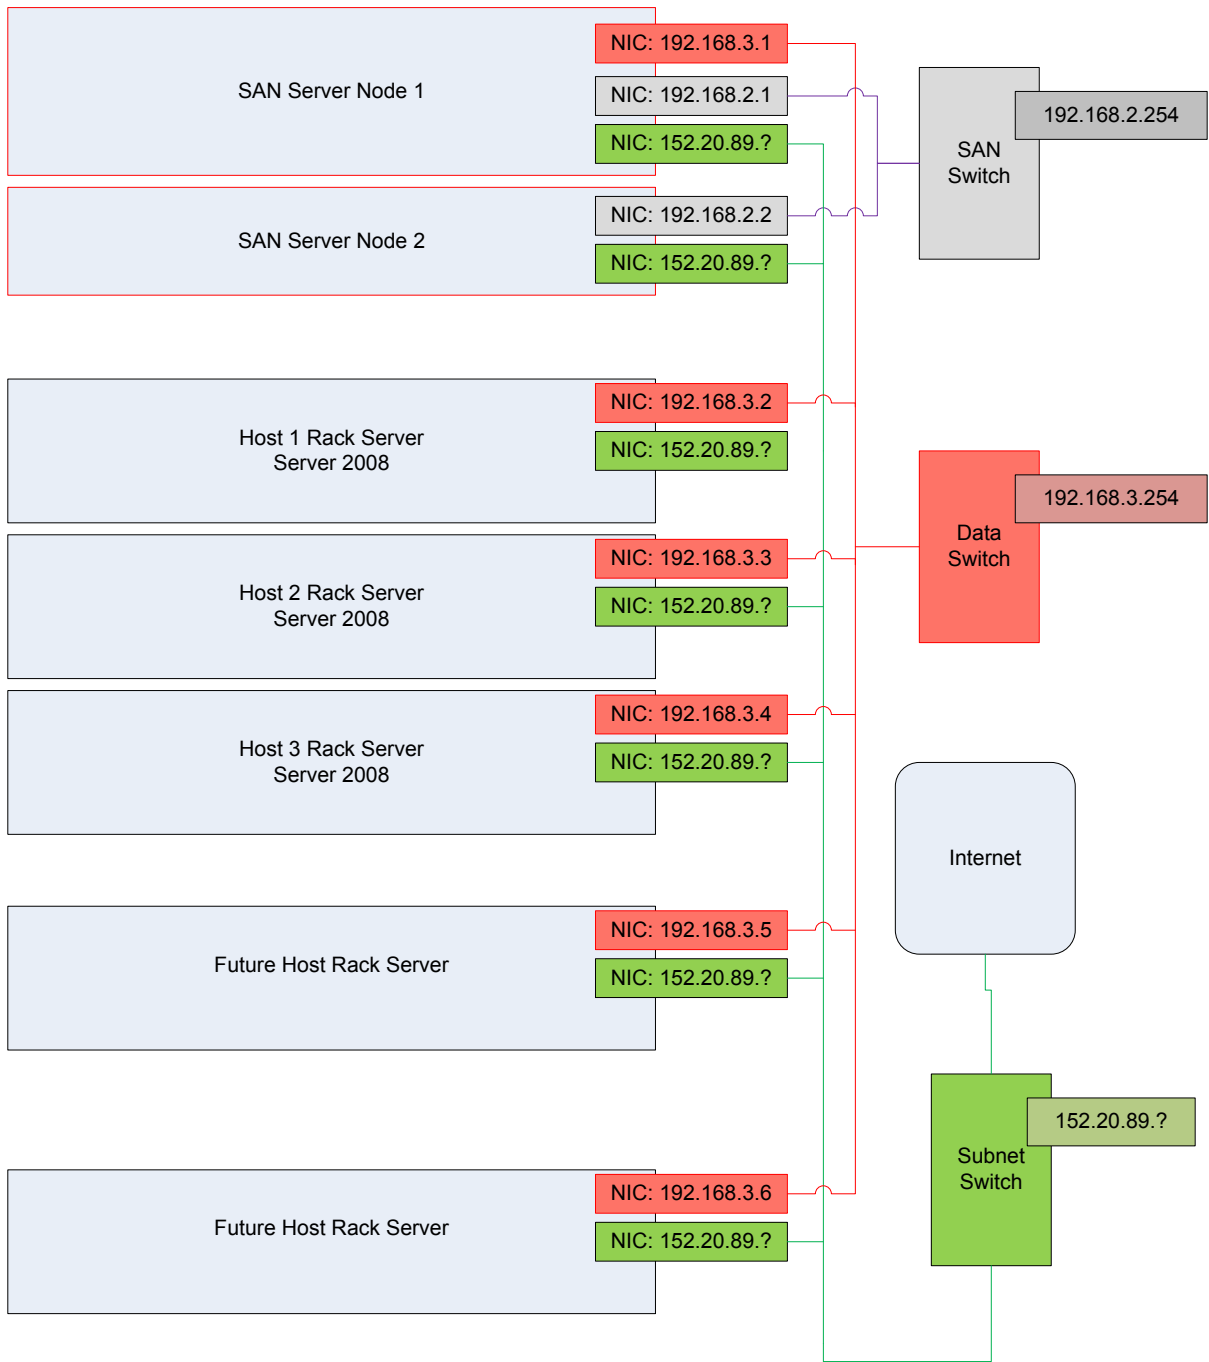 SAN Server Node 1
NIC: 192.168.3.1
NIC: 192.168.2.1
NIC: 152.20.89.?
SAN Server Node 2
NIC: 192.168.2.2
NIC: 152.20.89.?
SAN
Switch
192.168.2.254
Host 1 Rack Server
Server 2008
NIC: 192.168.3.2
NIC: 152.20.89.?
Host 2 Rack Server
Server 2008
NIC: 192.168.3.3
NIC: 152.20.89.?
Data
Switch
192.168.3.254
Host 3 Rack Server
Server 2008
NIC: 192.168.3.4
NIC: 152.20.89.?
Internet
Future Host Rack Server
NIC: 192.168.3.5
NIC: 152.20.89.?
Subnet
Switch
152.20.89.?
Future Host Rack Server
NIC: 192.168.3.6
NIC: 152.20.89.?